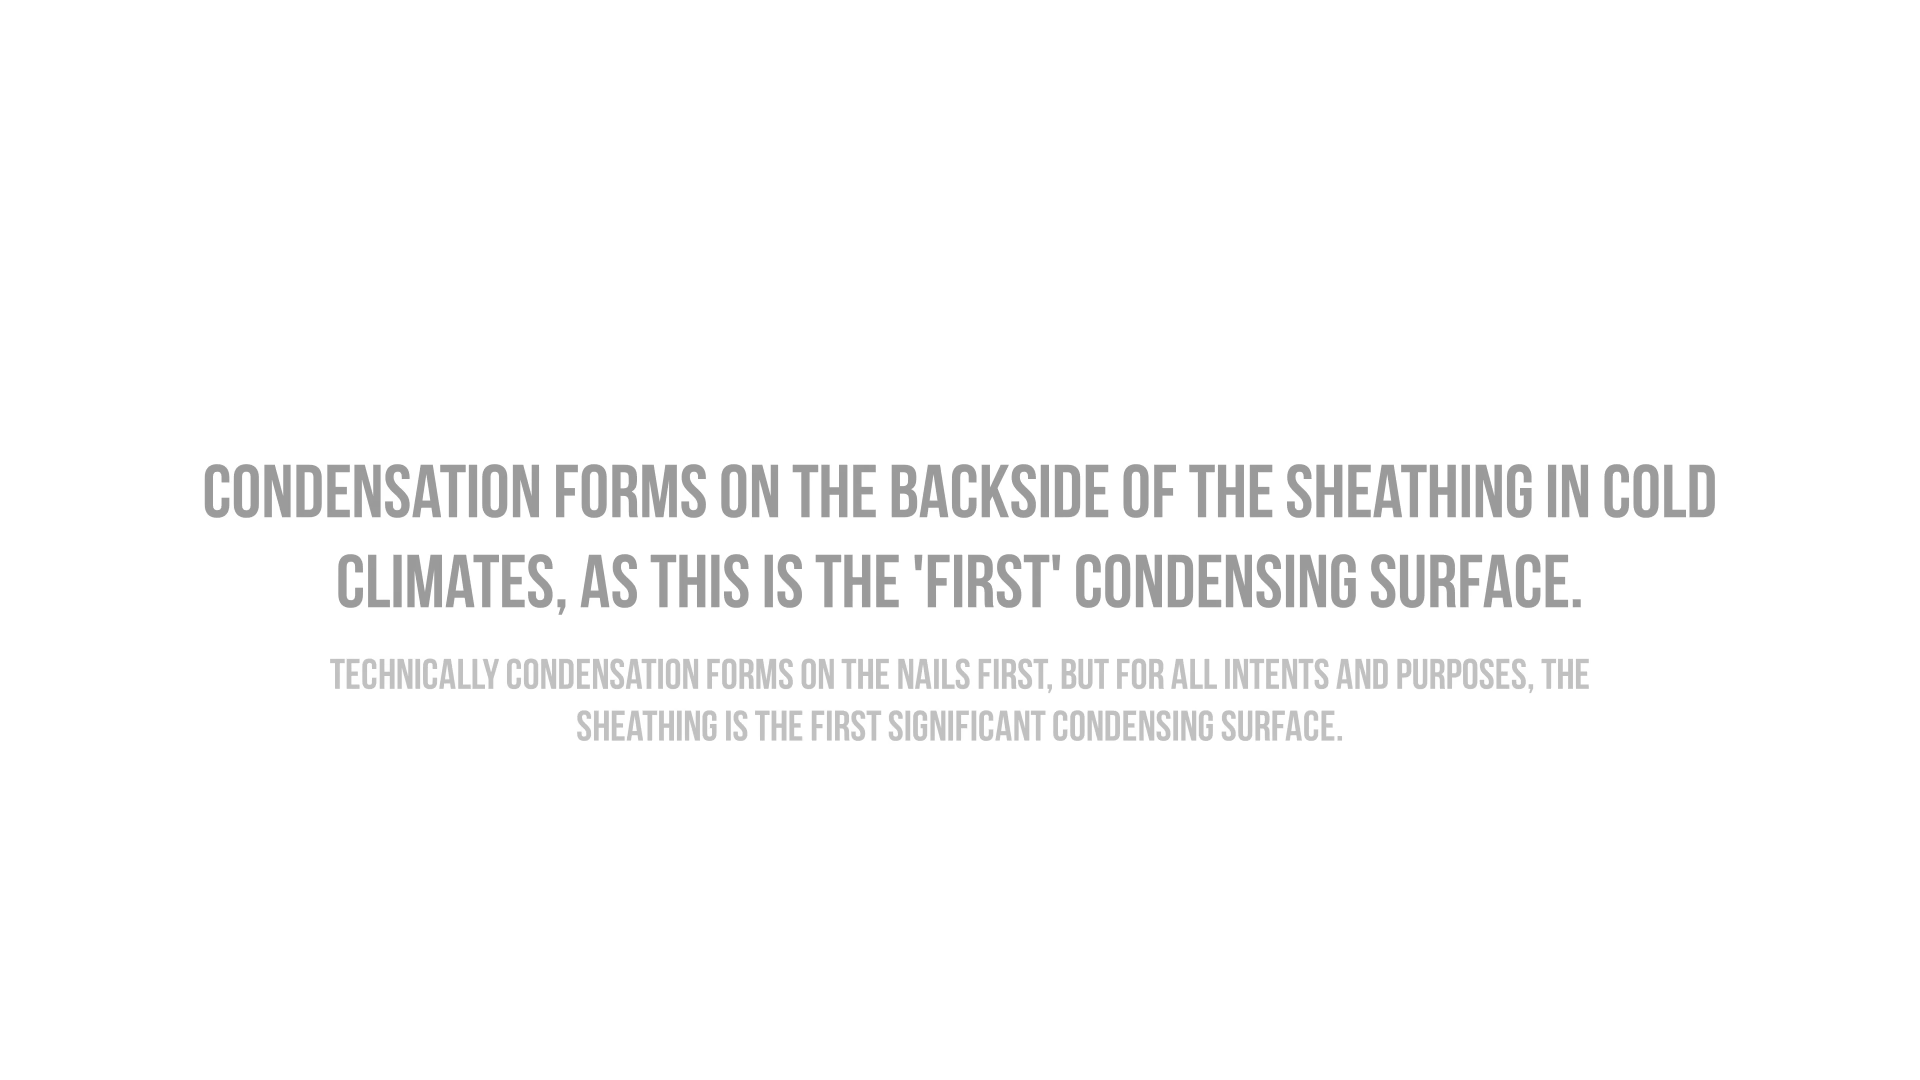 CONDENSATION FORMS ON THE BACKSIDE OF THE SHEATHING IN COLD
CLIMATES, AS THIS IS THE 'FIRST' CONDENSING SURFACE.
TECHNICALLY CONDENSATION FORMS ON THE NAILS FIRST, BUT FOR ALL INTENTS AND PURPOSES, THE
SHEATHING IS THE FIRST SIGNIFICANT CONDENSING SURFACE.